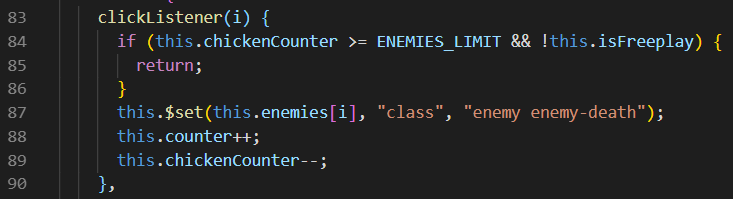 83 clickListener(i) {
84 if (this.chickenCounter >= ENEMIES_LIMIT && !this.isFreeplay) {
85 return;
86 }
87 this.$set(this.enemies[i], "class", "enemy enemy-death");
88 this.counter++;
89 this.chickenCounter--;
90 },